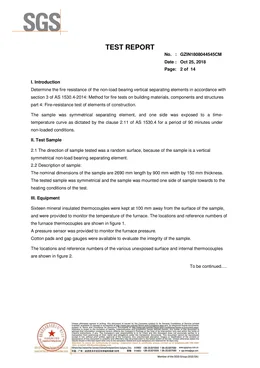 SGS
TEST REPORT
No. : GZIN1808044545CM
Date : Oct 25, 2018
Page: 2 of 14
I. Introduction
Determine the fire resistance of the non-load bearing vertical separating elements in accordance with
section 3 of AS 1530.4-2014: Method for fire tests on building materials, components and structures
part 4: Fire-resistance test of elements of construction.
The sample was symmetrical separating element, and one side was exposed to a time-
temperature curve as dictated by the clause 2.11 of AS 1530.4 for a period of 90 minutes under
non-loaded conditions.
II. Test Sample
2.1 The direction of sample tested was a random surface, because of the sample is a vertical
symmetrical non-load bearing separating element.
2.2 Description of sample:
The nominal dimensions of the sample are 2690 mm length by 900 mm width by 150 mm thickness.
The tested sample was symmetrical and the sample was mounted one side of sample towards to the
heating conditions of the test.
III. Equipment
Sixteen mineral insulated thermocouples were kept at 100 mm away from the surface of the sample,
and were provided to monitor the temperature of the furnace. The locations and reference numbers of
the furnace thermocouples are shown in figure 1.
A pressure sensor was provided to monitor the furnace pressure.
Cotton pads and gap gauges were available to evaluate the integrity of the sample.
The locations and reference numbers of the various unexposed surface and internal thermocouples
are shown in figure 2.
To be continued....